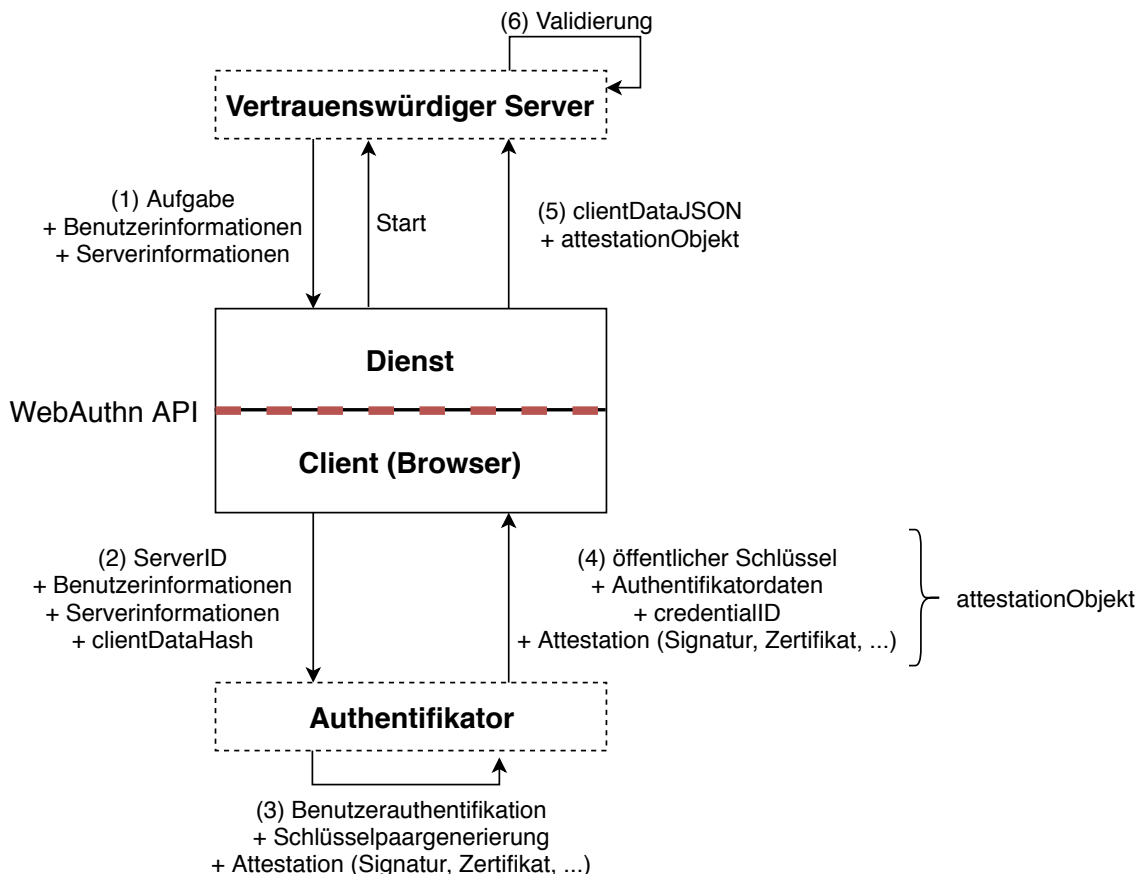 (6) Validierung
Vertrauenswürdiger Server
(1) Aufgabe
+ Benutzerinformationen
+ Serverinformationen
Start
(5) clientDataJSON
+ attestationObjekt
Dienst
WebAuthn API
Client (Browser)
(2) ServerID
+ Benutzerinformationen
+ Serverinformationen
+ clientDataHash
(4) öffentlicher Schlüssel
+ Authentifikatordaten
+ credentialID
+ Attestation (Signatur, Zertifikat, ...)
attestationObjekt
Authentifikator
(3) Benutzerauthentifikation
+ Schlüsselpaargenerierung
+ Attestation (Signatur, Zertifikat, ...)